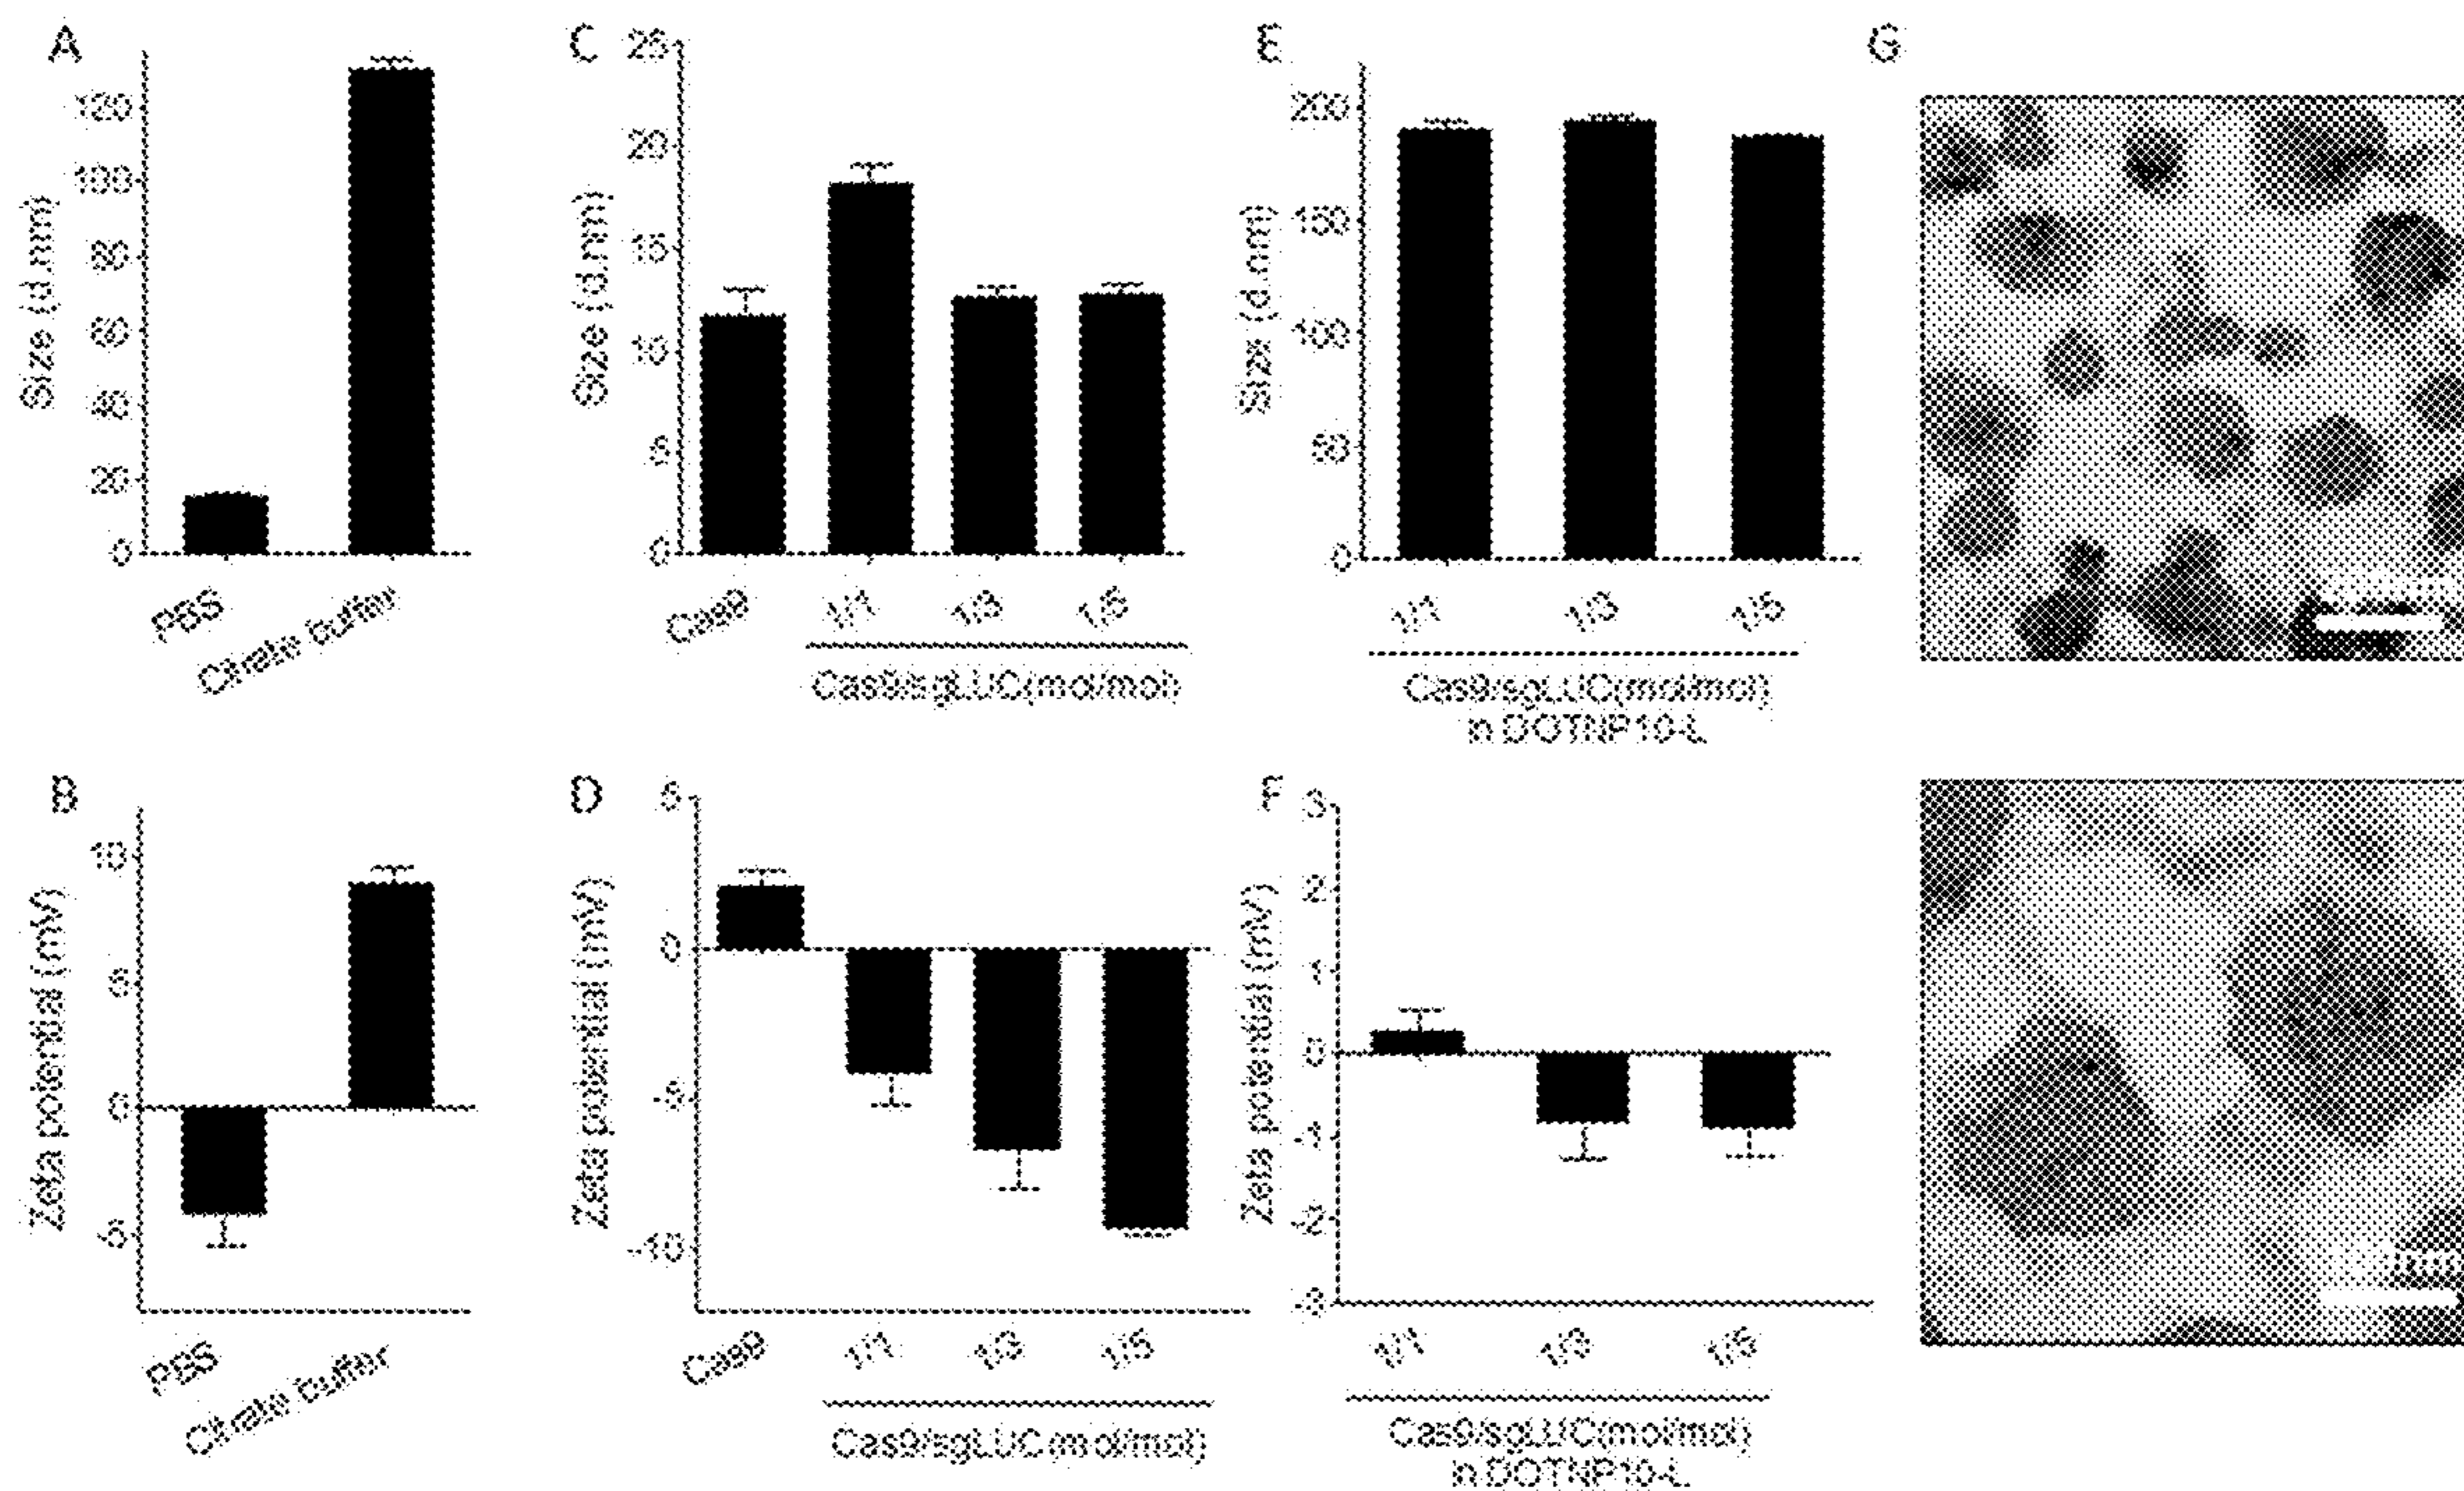 A
Size (d.nm)
120
100
80
60
40
20
0
PBS
Citrate buffer
B
Zeta potential (mV)
10
5
0
-5
PBS
Citrate buffer
C
Size (d.nm)
25
20
15
10
5
0
Cas9
1/1
1/3
1/5
Cas9/sgLUC(mol/mol)
D
Zeta potential (mV)
5
0
-5
-10
Cas9
1/1
1/3
1/5
Cas9/sgLUC(mol/mol)
E
Size (d.nm)
200
150
100
50
0
1/1
1/3
1/5
Cas9/sgLUC(mol/mol)
in DOTNP10-L
F
Zeta potential (mV)
3
2
1
0
-1
-2
-3
1/1
1/3
1/5
Cas9/sgLUC(mol/mol)
in DOTNP10-L
G